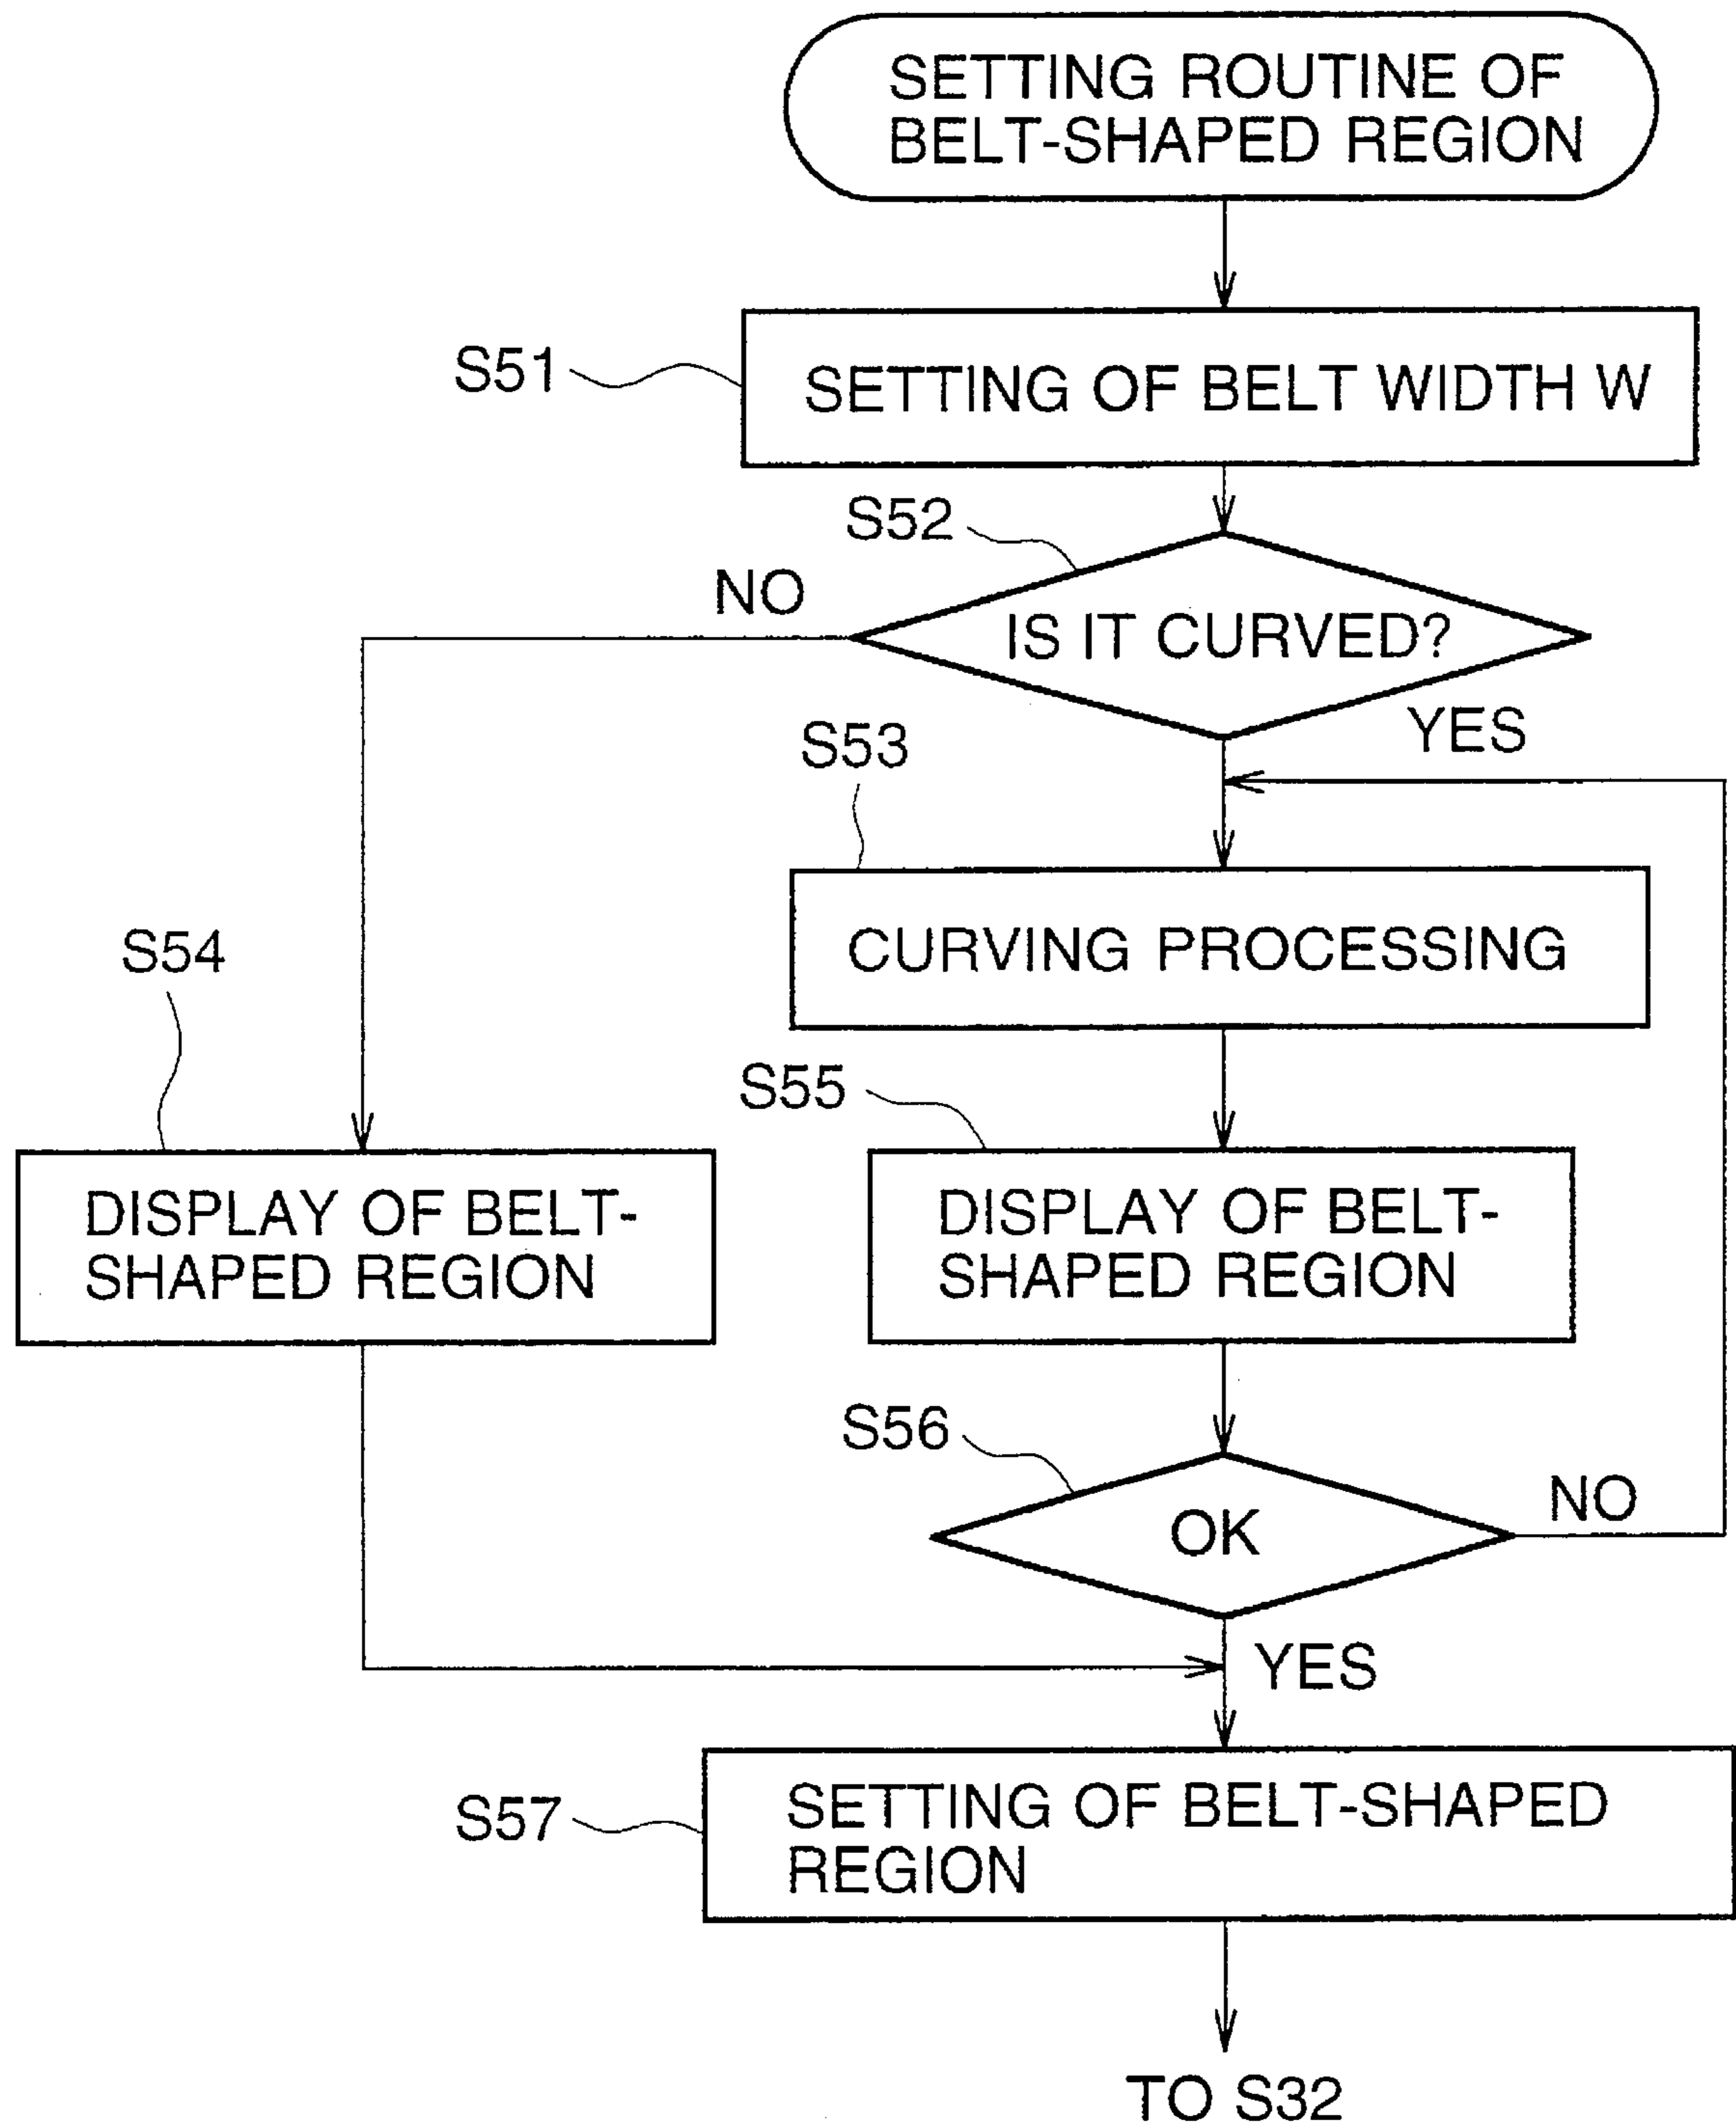 SETTING ROUTINE OF
BELT-SHAPED REGION
S51
SETTING OF BELT WIDTH W
S52
NO
IS IT CURVED?
YES
S53
CURVING PROCESSING
S54
S55
DISPLAY OF BELT-
SHAPED REGION
DISPLAY OF BELT-
SHAPED REGION
S56
OK
NO
YES
S57
SETTING OF BELT-SHAPED
REGION
TO S32